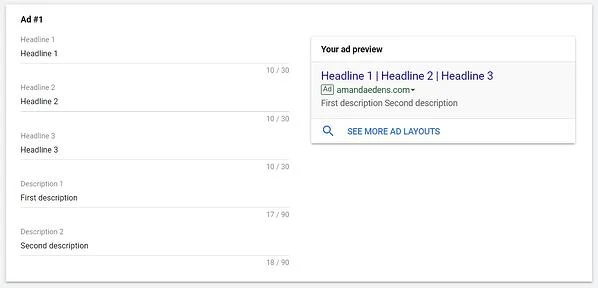 Ad #1
Headline 1
Headline 1
10 / 30
Headline 2
Headline 2
10 / 30
Headline 3
Headline 3
10 / 30
Description 1
First description
17 / 90
Description 2
Second description
18 / 90
Your ad preview
Headline 1 | Headline 2 | Headline 3
Ad amandaedens.com
First description Second description
SEE MORE AD LAYOUTS